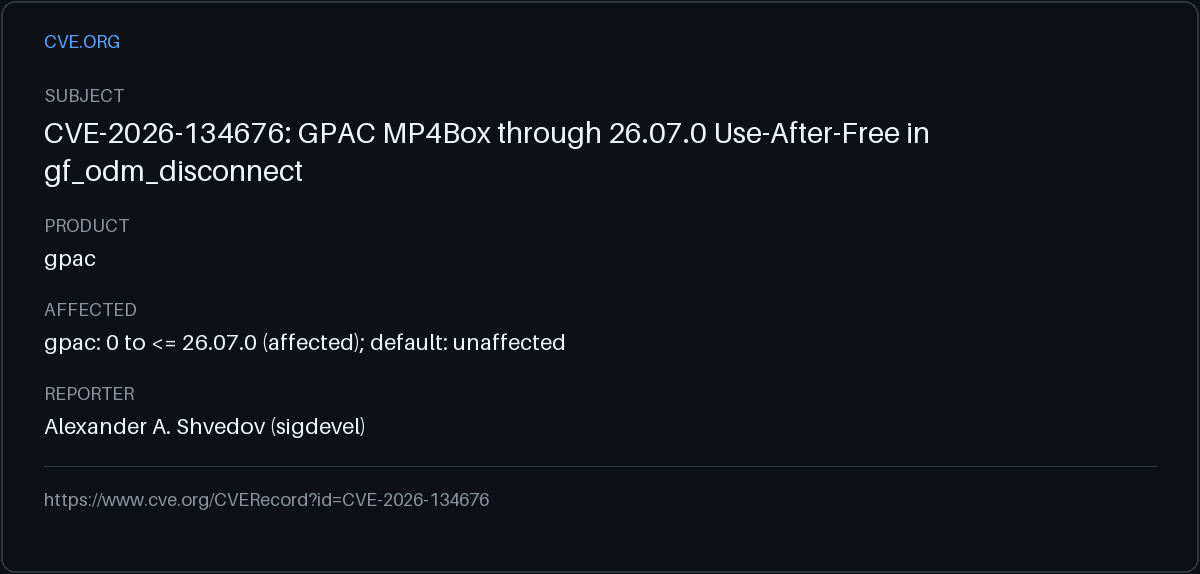 CVE.ORG
SUBJECT
CVE-2026-134676: GPAC MP4Box through 26.07.0 Use-After-Free in
gf_odm_disconnect
PRODUCT
gpac
AFFECTED
gpac: 0 to <= 26.07.0 (affected); default: unaffected
REPORTER
Alexander A. Shvedov (sigdevel)
https://www.cve.org/CVERecord?id=CVE-2026-134676